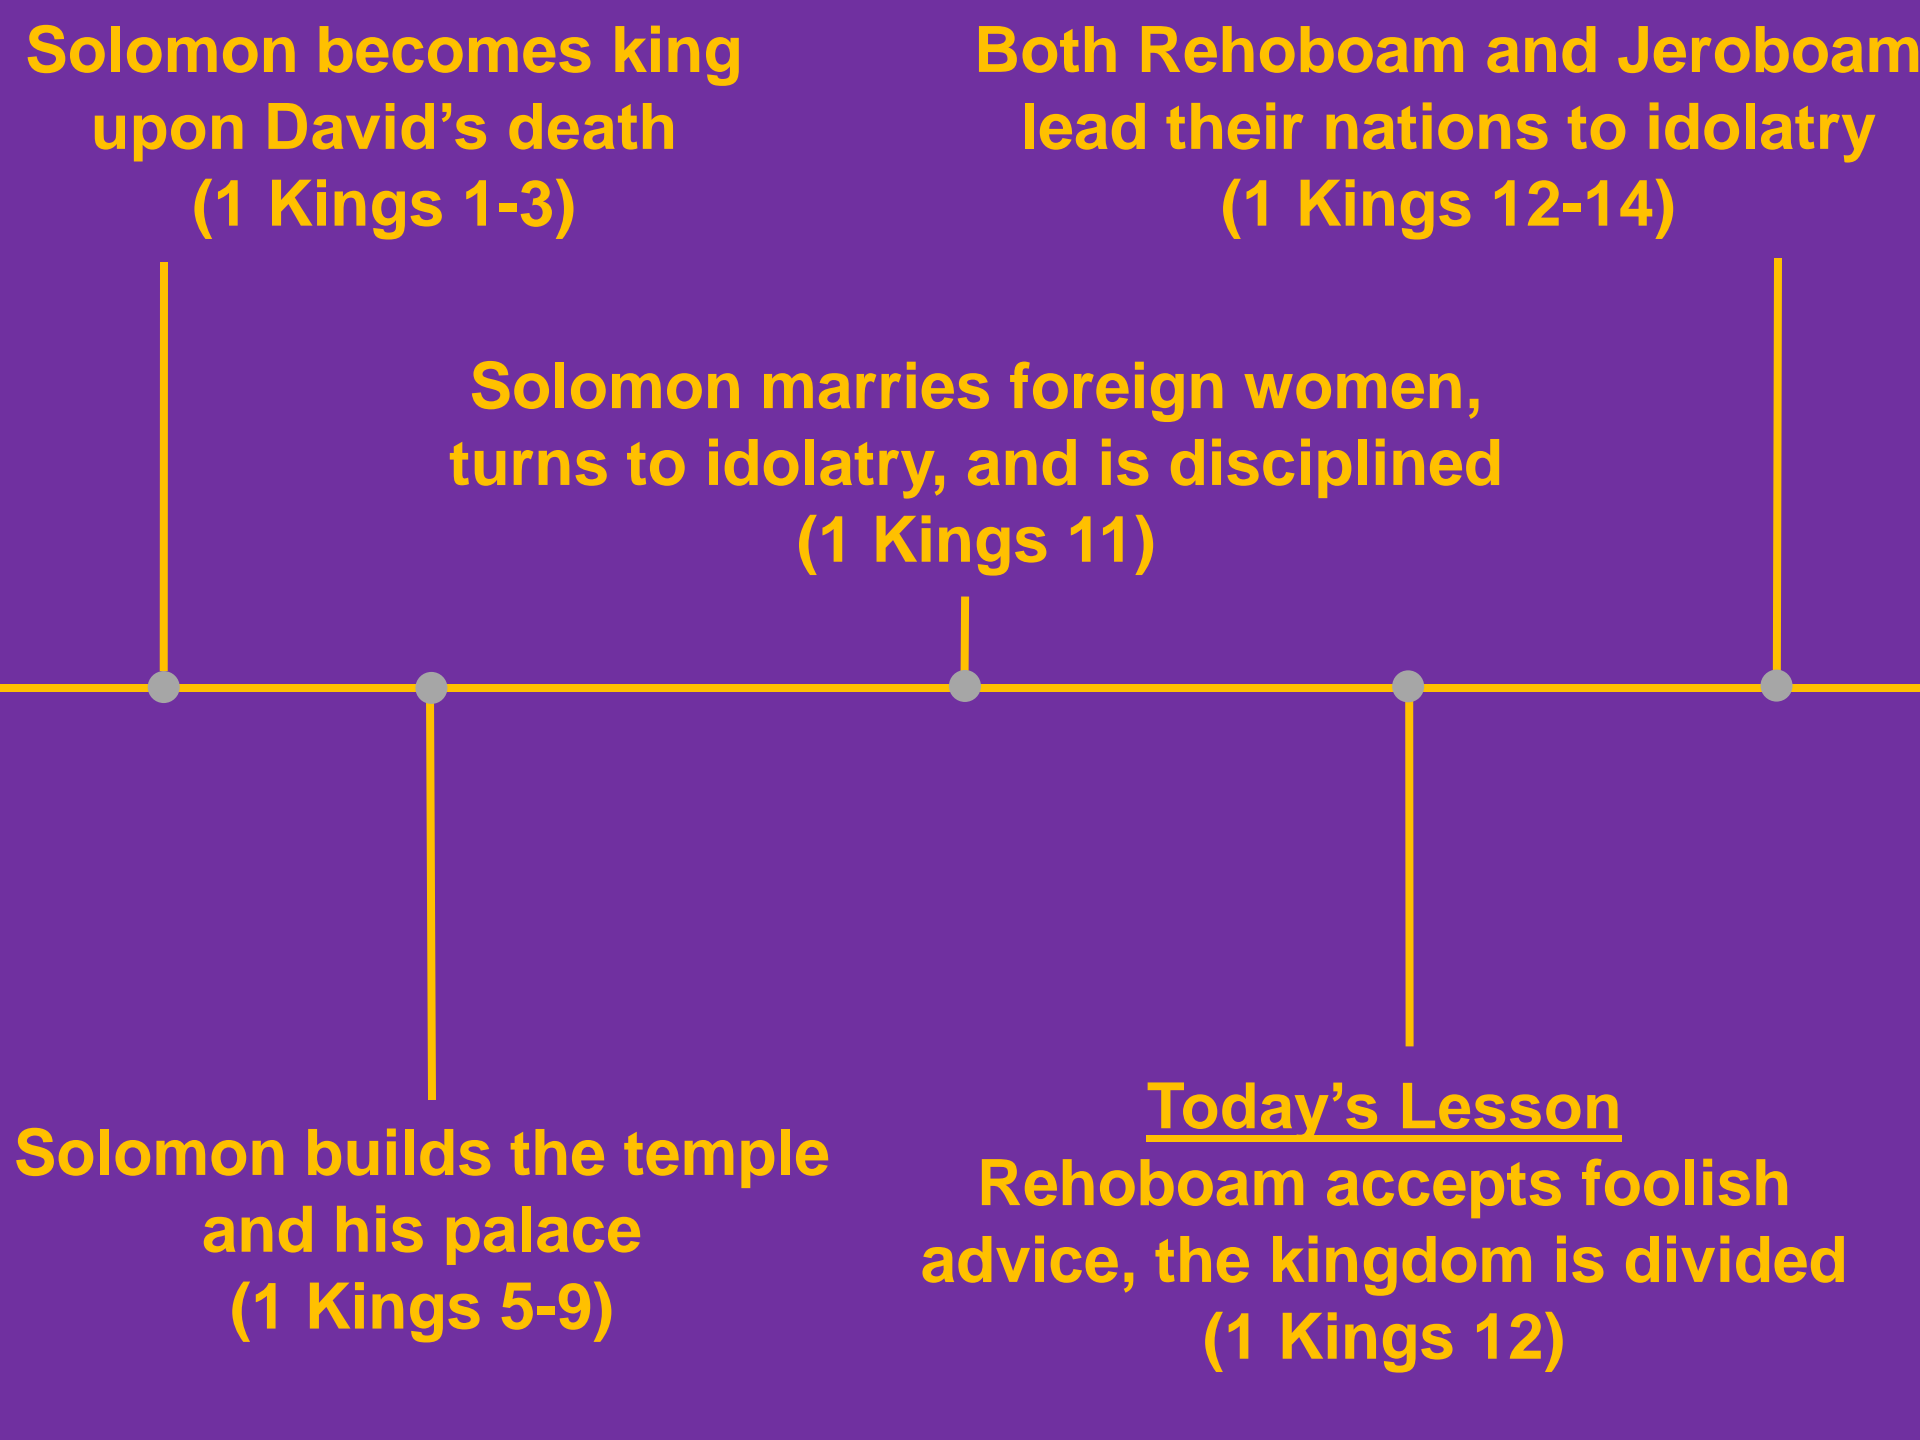 Solomon becomes king
upon David’s death
(1 Kings 1-3)
Both Rehoboam and Jeroboam
lead their nations to idolatry
(1 Kings 12-14)
Solomon marries foreign women,
turns to idolatry, and is disciplined
(1 Kings 11)
Solomon builds the temple
and his palace
(1 Kings 5-9)
Today’s Lesson
Rehoboam accepts foolish
advice, the kingdom is divided
(1 Kings 12)